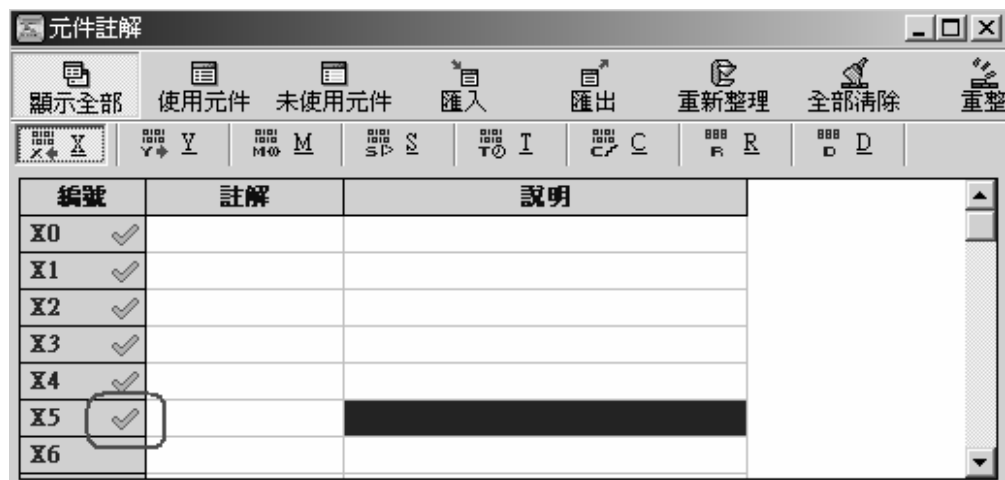 元件註解
顯示全部 使用元件 未使用元件 匯入 匯出 重新整理 全部清除 重整
X Y M S T C R D
編號 註解 說明
X0
X1
X2
X3
X4
X5
X6